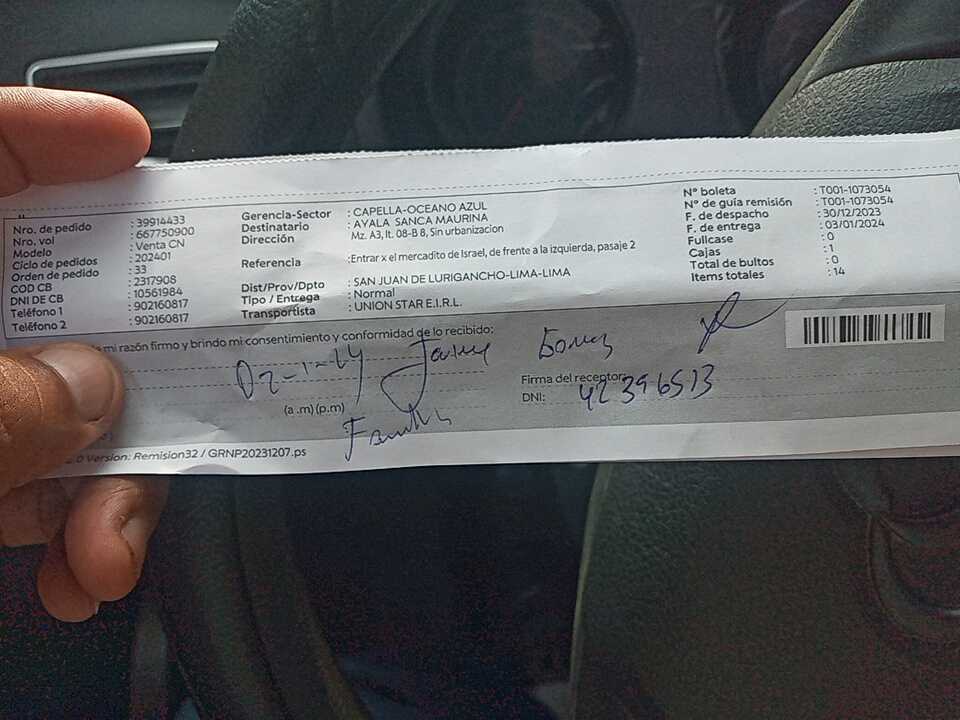 Nro. de pedido : 39914433
Nro. vol : 667750900
Modelo : Venta CN
Ciclo de pedidos : 202401
Orden de pedido : 33
COD CB : 2317908
DNI DE CB : 10561984
Teléfono 1 : 902160817
Teléfono 2 : 902160817
Gerencia-Sector : CAPELLA-OCEANO AZUL
Destinatario : AYALA SANCA MAURINA
Dirección Mz. A3, lt. 08-B 8, Sin urbanizacion
Referencia :Entrar x el mercadito de Israel, de frente a la izquierda, pasaje 2
Dist/Prov/Dpto : SAN JUAN DE LURIGANCHO-LIMA-LIMA
Tipo / Entrega : Normal
Transportista : UNION STAR E.I.R.L.
N° boleta : T001-1073054
N° de guía remisión : T001-1073054
F. de despacho : 30/12/2023
F. de entrega : 03/01/2024
Fullcase : 0
Cajas : 1
Total de bultos : 0
Items totales : 14
mi razón firmo y brindo mi consentimiento y conformidad de lo recibido:
02-1-24
(a .m) (p.m)
Firma del receptor:
DNI: 42396513
Version: Remision32 / GRNP20231207.ps